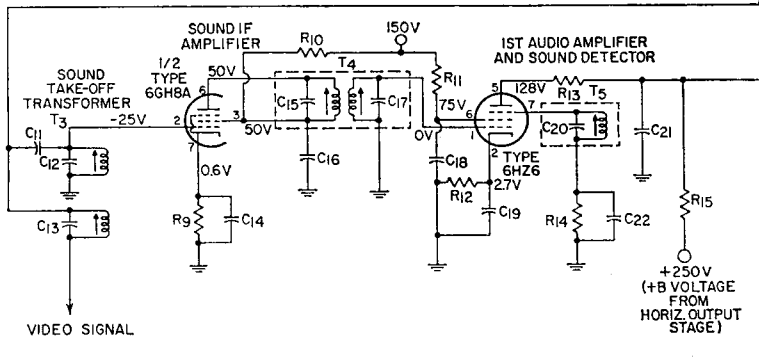 SOUND IF
AMPLIFIER
150V
1ST AUDIO AMPLIFIER
AND SOUND DETECTOR
SOUND
TAKE-OFF
TRANSFORMER
T3
1/2
TYPE
6GH8A
R10
T4
50V
6
R11
5
128V
R13
T5
7
C11
C12
-25V
2
3
7
50V
C15
C17
75V
0V
6
1
2
C20
C21
C16
C18
TYPE
6HZ6
0.6V
R12
2.7V
C13
R9
C14
C19
R14
C22
R15
+250V
(+B VOLTAGE
FROM
HORIZ. OUTPUT
STAGE)
VIDEO SIGNAL